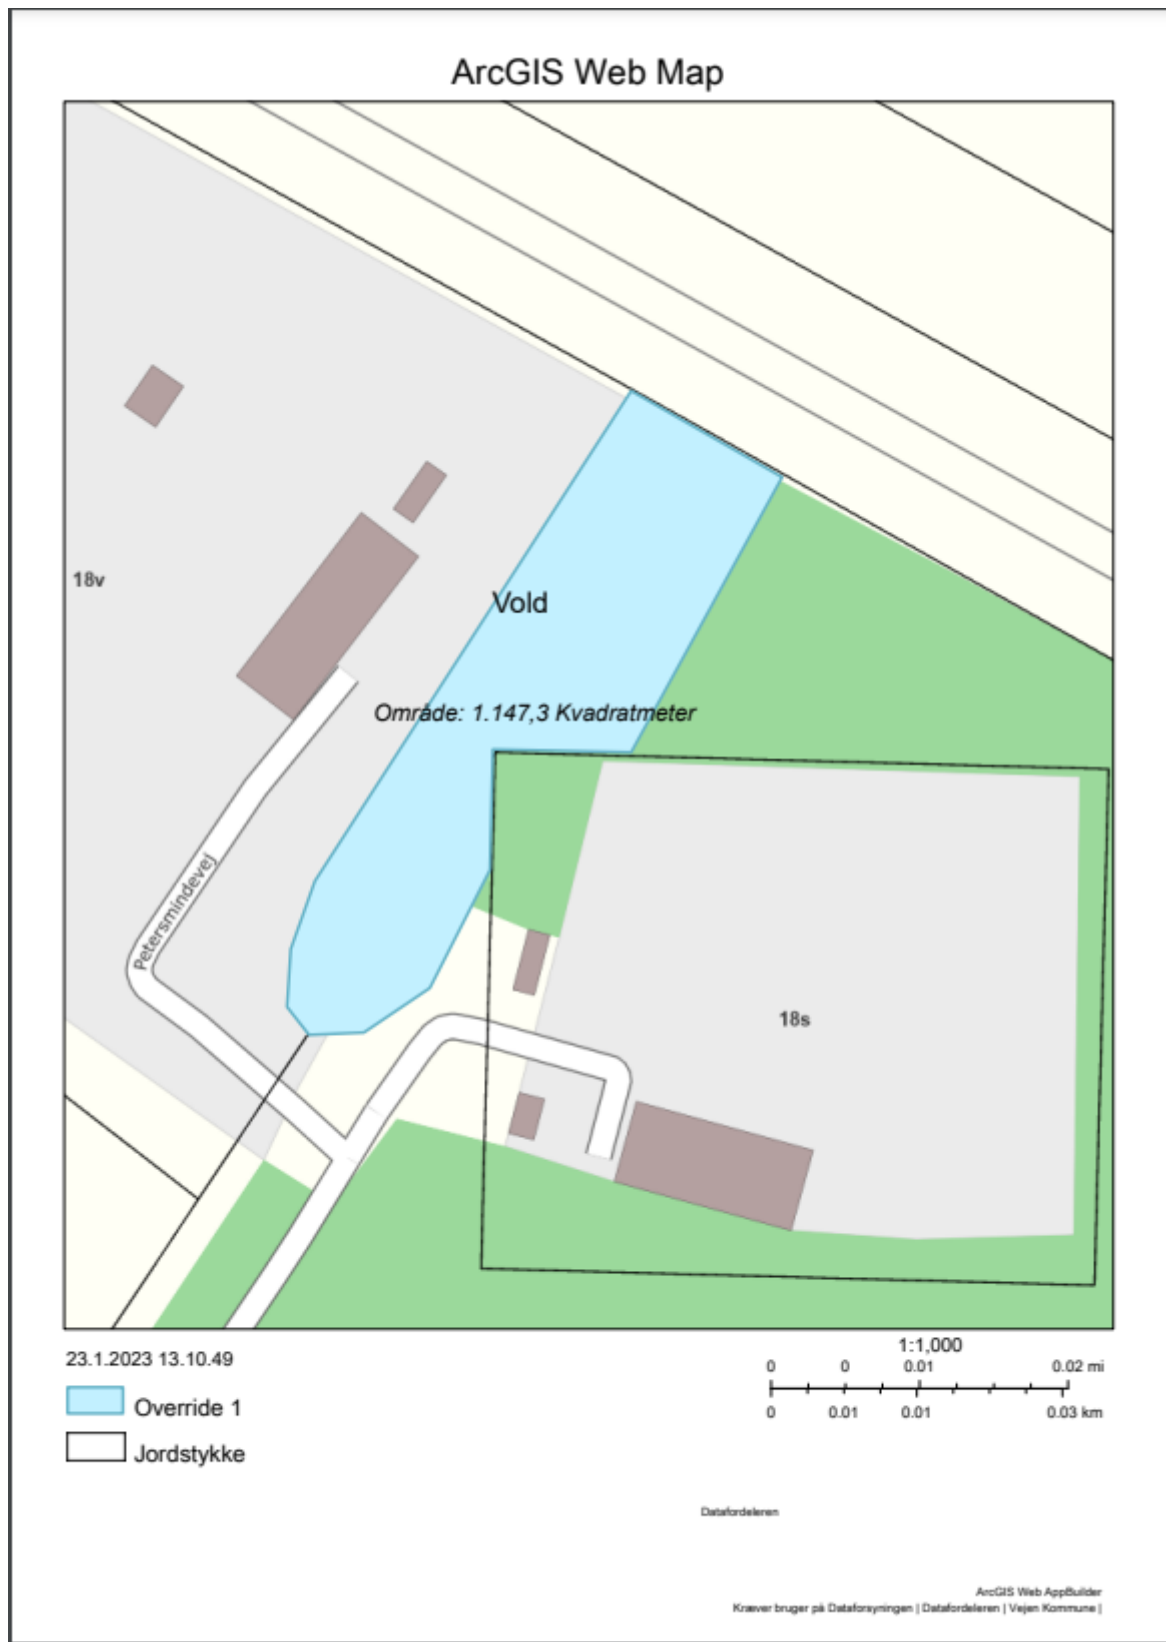 ArcGIS Web Map
18v
Vold
Område: 1.147,3 Kvadratmeter
Petersmindevej
18s
23.1.2023 13.10.49
Override 1
Jordstykke
1:1,000
0 0 0.01 0.02 mi
0 0.01 0.01 0.03 km
Datafordeleren
ArcGIS Web AppBuilder
Kræver bruger på Dataforsyningen | Datafordeleren | Vejen Kommune |